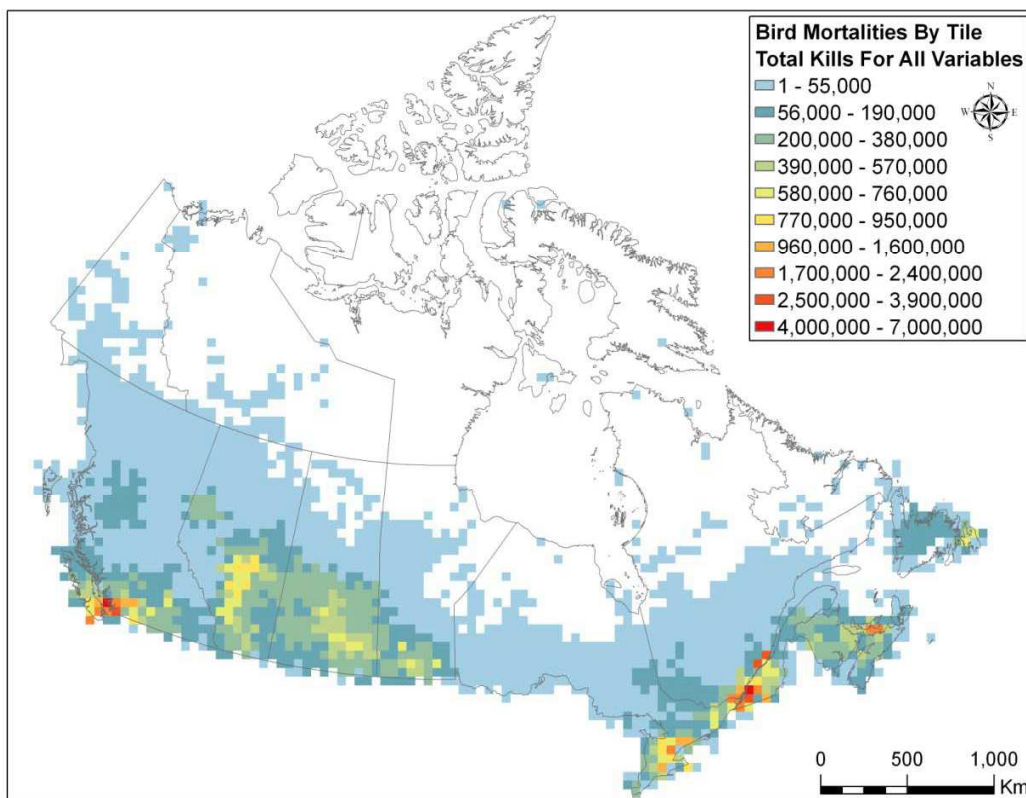 Bird Mortalities By Tile
Total Kills For All Variables
1 - 55,000
56,000 - 190,000
200,000 - 380,000
390,000 - 570,000
580,000 - 760,000
770,000 - 950,000
960,000 - 1,600,000
1,700,000 - 2,400,000
2,500,000 - 3,900,000
4,000,000 - 7,000,000
N
W E
S
0 500 1,000
Km